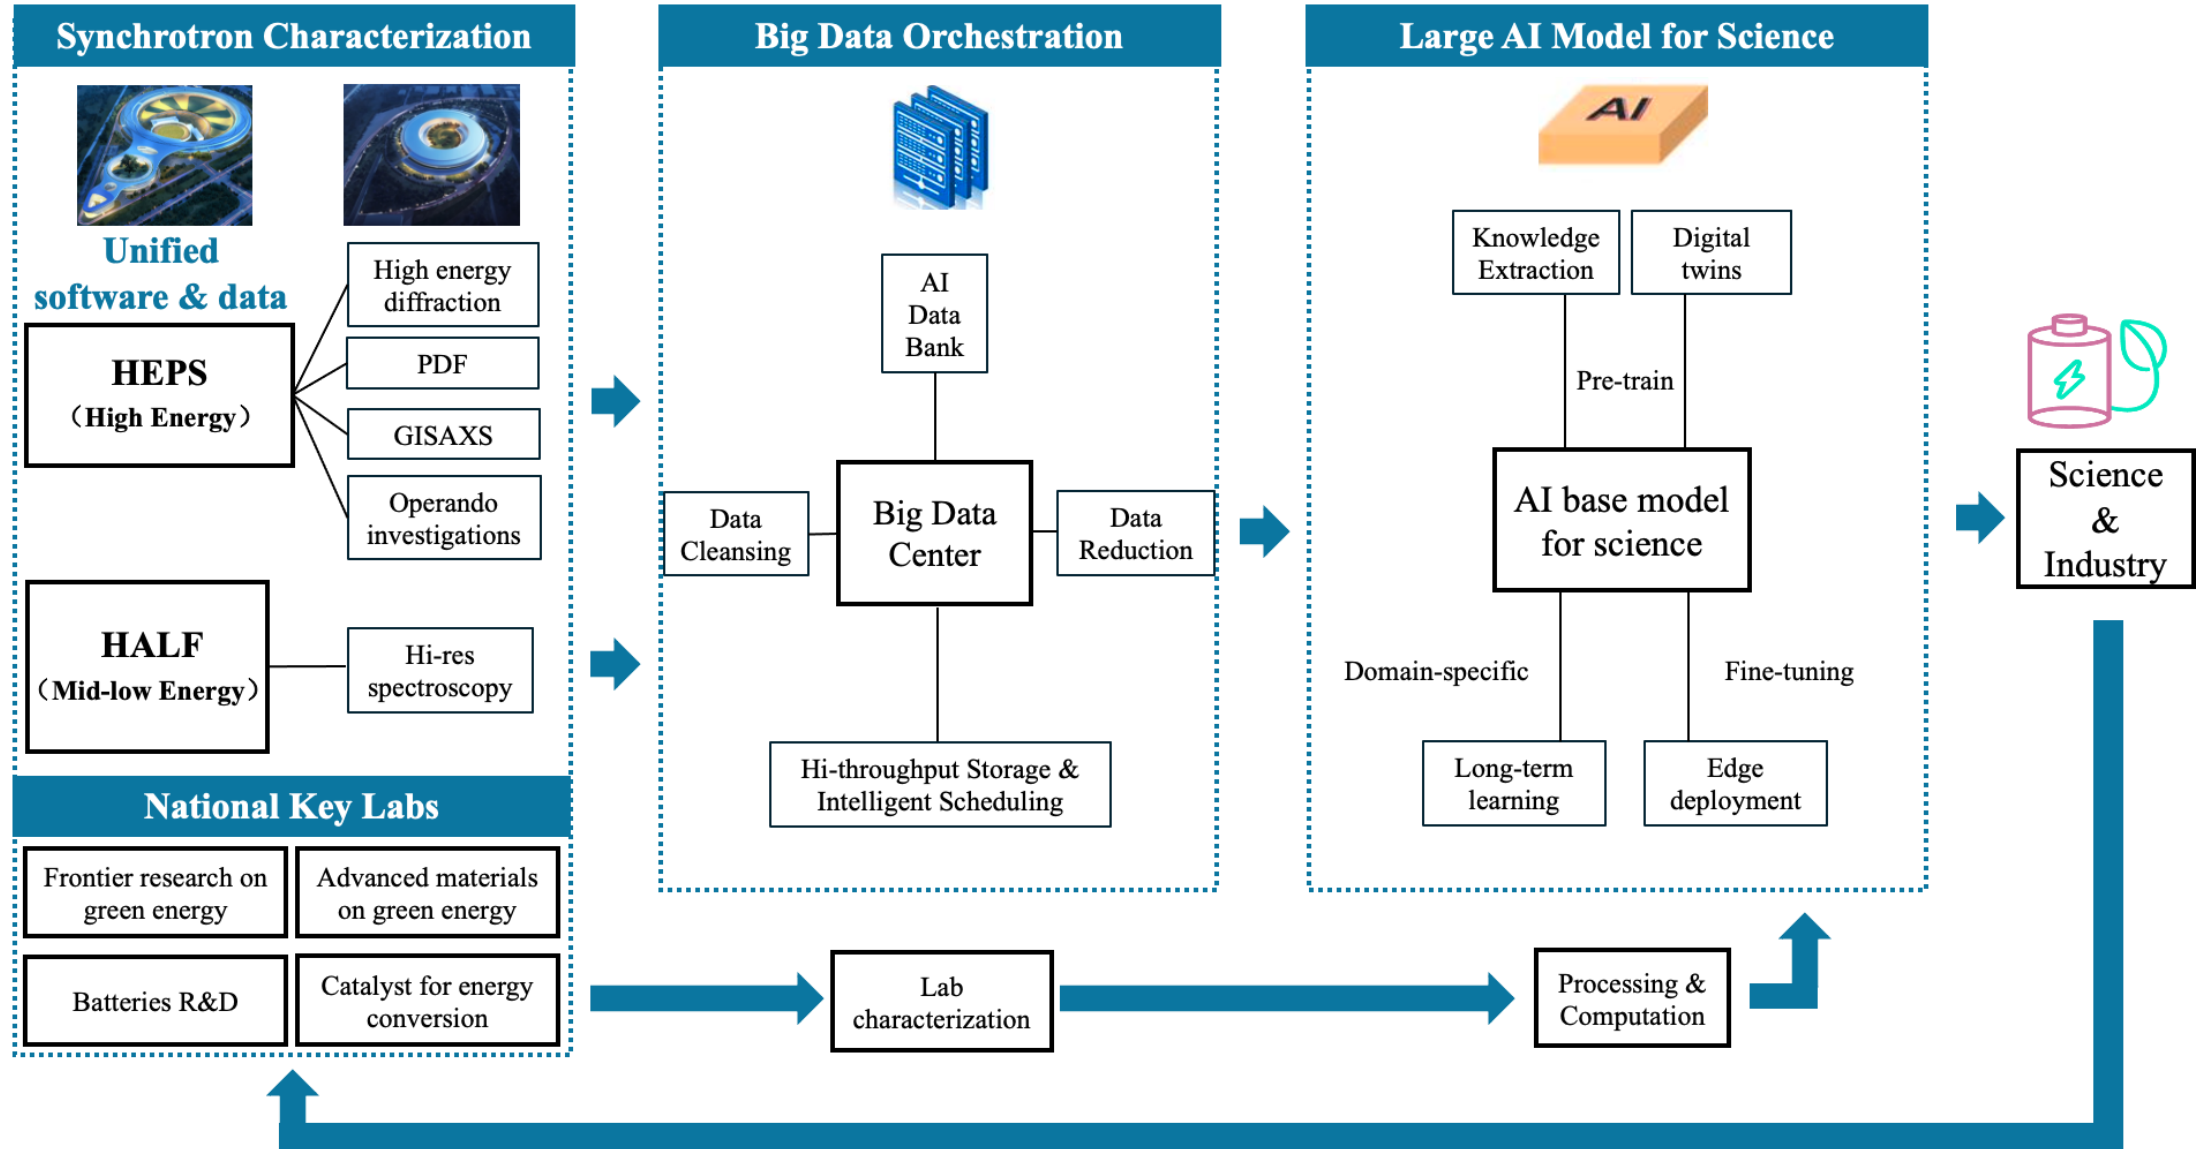 Synchrotron Characterization
Unified
software & data
HEPS
（High Energy）
High energy
diffraction
PDF
GISAXS
Operando
investigations
HALF
（Mid-low Energy）
Hi-res
spectroscopy
National Key Labs
Frontier research on
green energy
Advanced materials
on green energy
Batteries R&D
Catalyst for energy
conversion
Big Data Orchestration
AI
Data
Bank
Data
Cleansing
Big Data
Center
Data
Reduction
Hi-throughput Storage &
Intelligent Scheduling
Large AI Model for Science
AI
Knowledge
Extraction
Digital
twins
Pre-train
AI base model
for science
Domain-specific
Fine-tuning
Long-term
learning
Edge
deployment
Science
&
Industry
Lab
characterization
Processing &
Computation